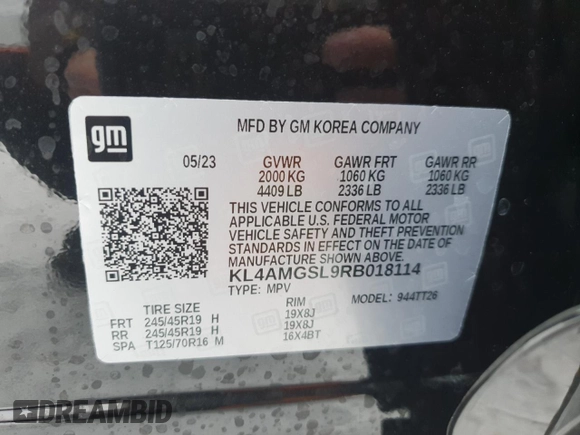 gm
MFD BY GM KOREA COMPANY
05/23 GVWR GAWR FRT GAWR RR
2000 KG 1060 KG 1060 KG
4409 LB 2336 LB 2336 LB
THIS VEHICLE CONFORMS TO ALL
APPLICABLE U.S. FEDERAL MOTOR
VEHICLE SAFETY AND THEFT PREVENTION
STANDARDS IN EFFECT ON THE DATE OF
MANUFACTURE SHOWN ABOVE.
KL4AMGSL9RB018114
TYPE: MPV MODEL: 944TT26
TIRE SIZE RIM
FRT 245/45R19 H 19X8J
RR 245/45R19 H 19X8J
SPA T125/70R16 M 16X4BT
DREAMBID